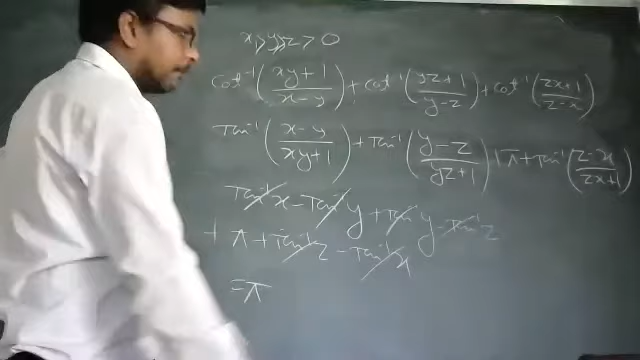 x>y>z>0
cot⁻¹(xy+1/x-y)+cot⁻¹(yz+1/y-z)+cot⁻¹(zx+1/z-x)
Tan⁻¹(x-y/xy+1)+Tan⁻¹(y-z/yz+1)+π+Tan⁻¹(z-x/zx+1)
Tan⁻¹x-Tan⁻¹y+Tan⁻¹y-Tan⁻¹z
+π+Tan⁻¹z-Tan⁻¹x
=π